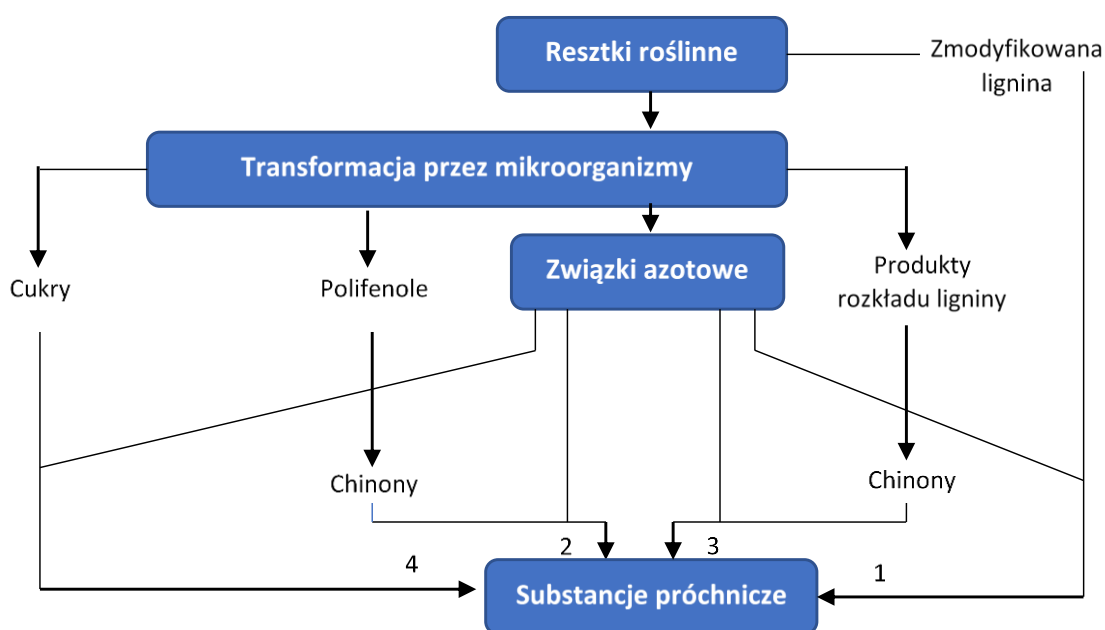 Resztki roślinne
Zmodyfikowana
lignina
Transformacja przez mikroorganizmy
Cukry
Polifenole
Związki azotowe
Produkty
rozkładu ligniny
Chinony
Chinony
4
2
3
1
Substancje próchnicze